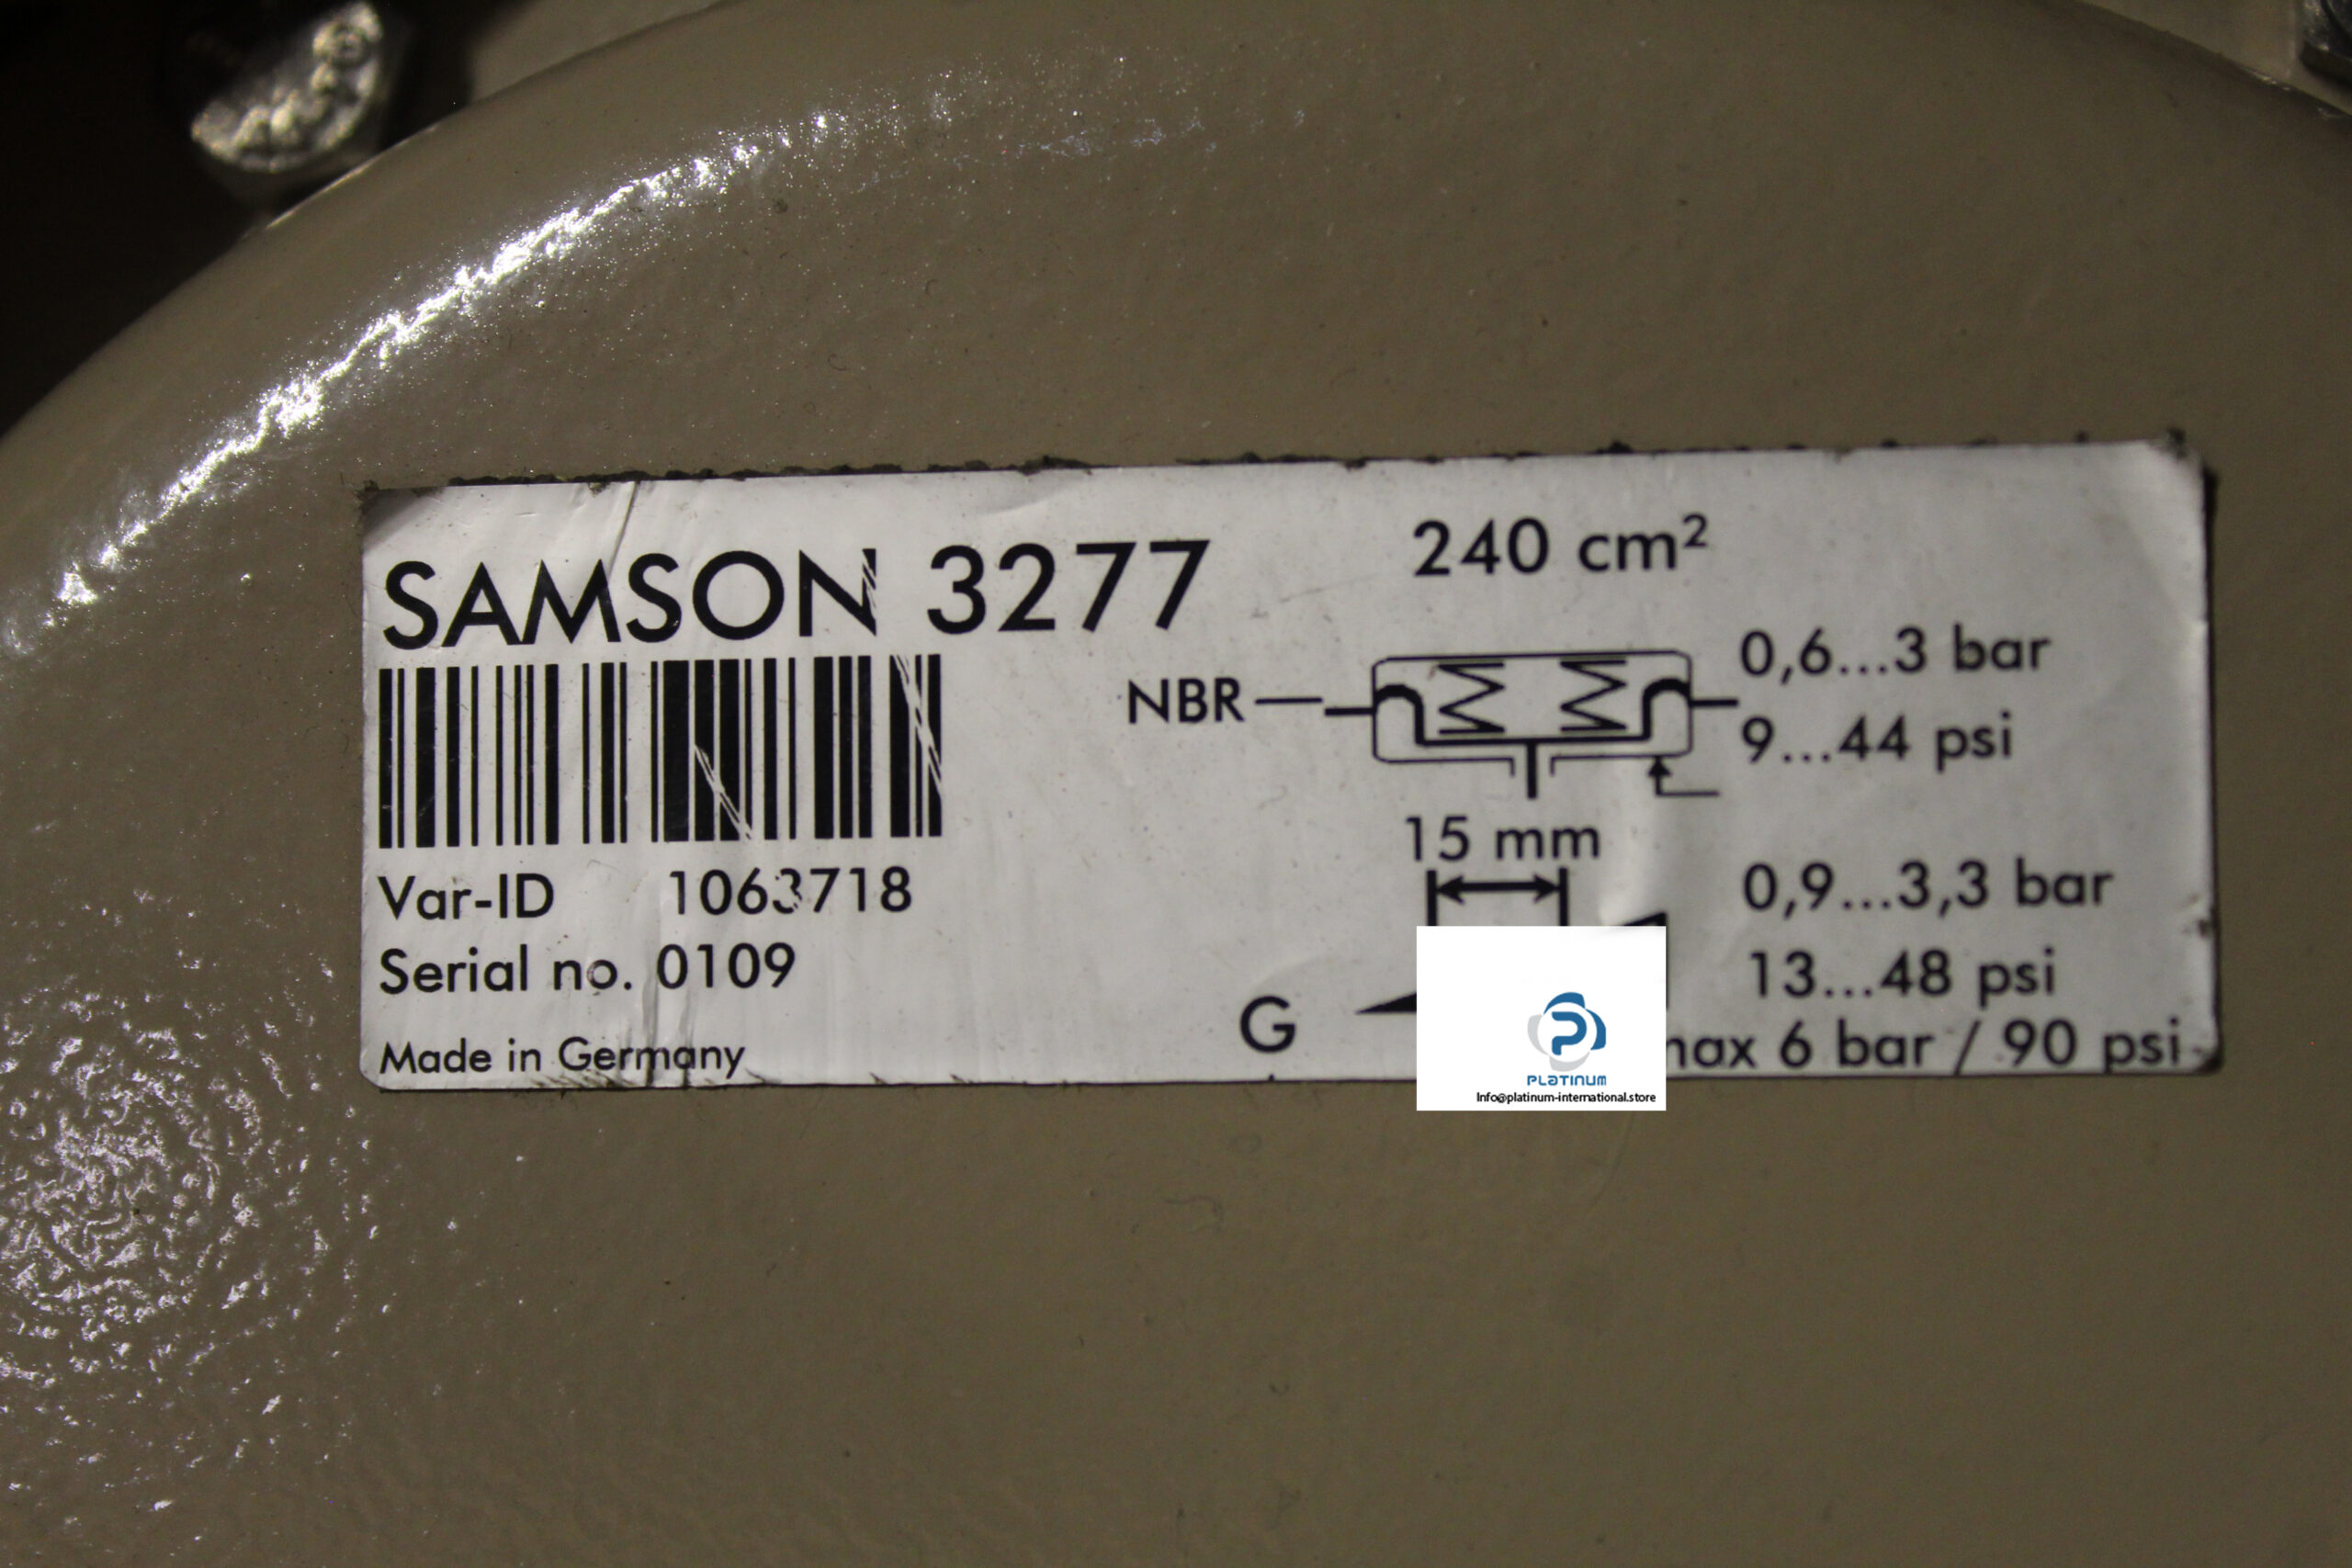 SAMSON 3277
Var-ID 1063718
Serial no. 0109
Made in Germany
240 cm²
NBR
0,6...3 bar
9...44 psi
15 mm
0,9...3,3 bar
13...48 psi
G
6 bar / 90 psi
PLATINUM
Info@platinum-international.store